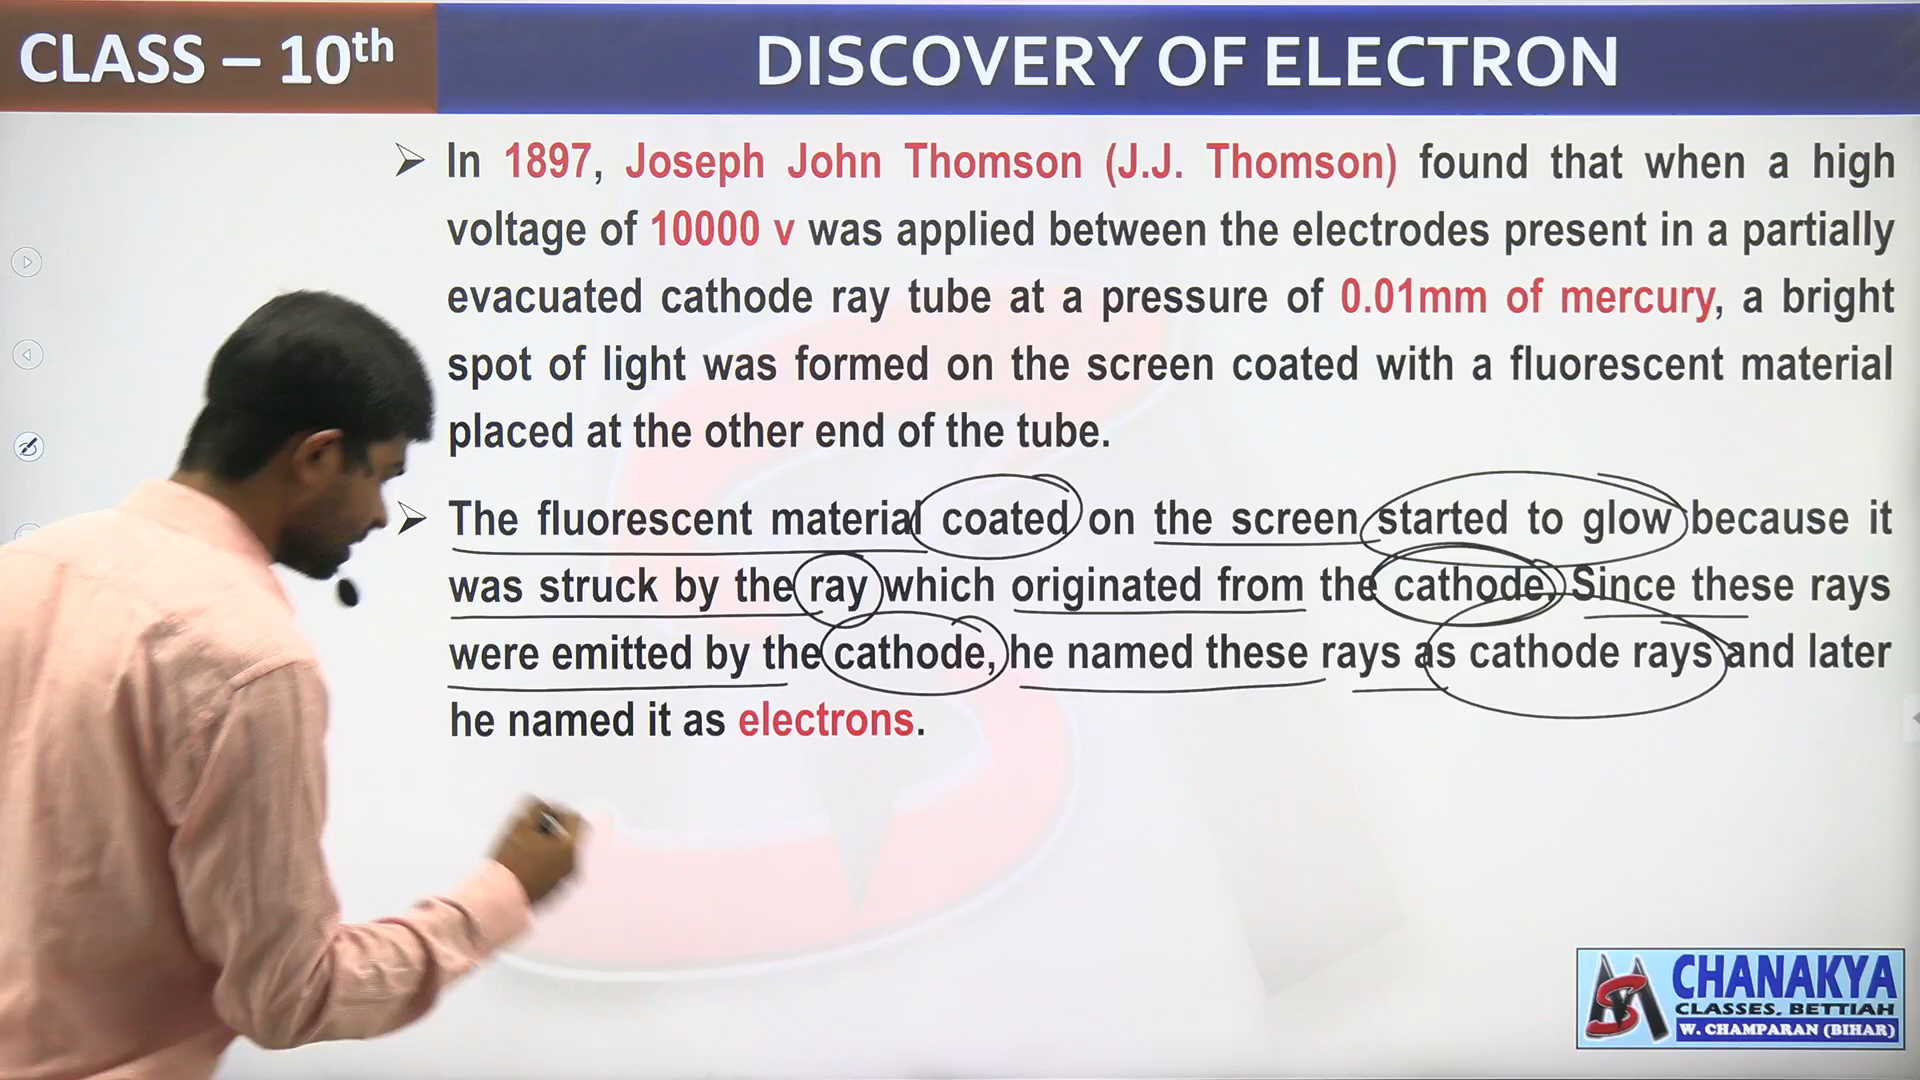 CLASS – 10th
DISCOVERY OF ELECTRON
➢ In 1897, Joseph John Thomson (J.J. Thomson) found that when a high
voltage of 10000 v was applied between the electrodes present in a partially
evacuated cathode ray tube at a pressure of 0.01mm of mercury, a bright
spot of light was formed on the screen coated with a fluorescent material
placed at the other end of the tube.
➢ The fluorescent material coated on the screen started to glow because it
was struck by the ray which originated from the cathode. Since these rays
were emitted by the cathode, he named these rays as cathode rays and later
he named it as electrons.
CHANAKYA
CLASSES, BETTIAH
W. CHAMPARAN (BIHAR)